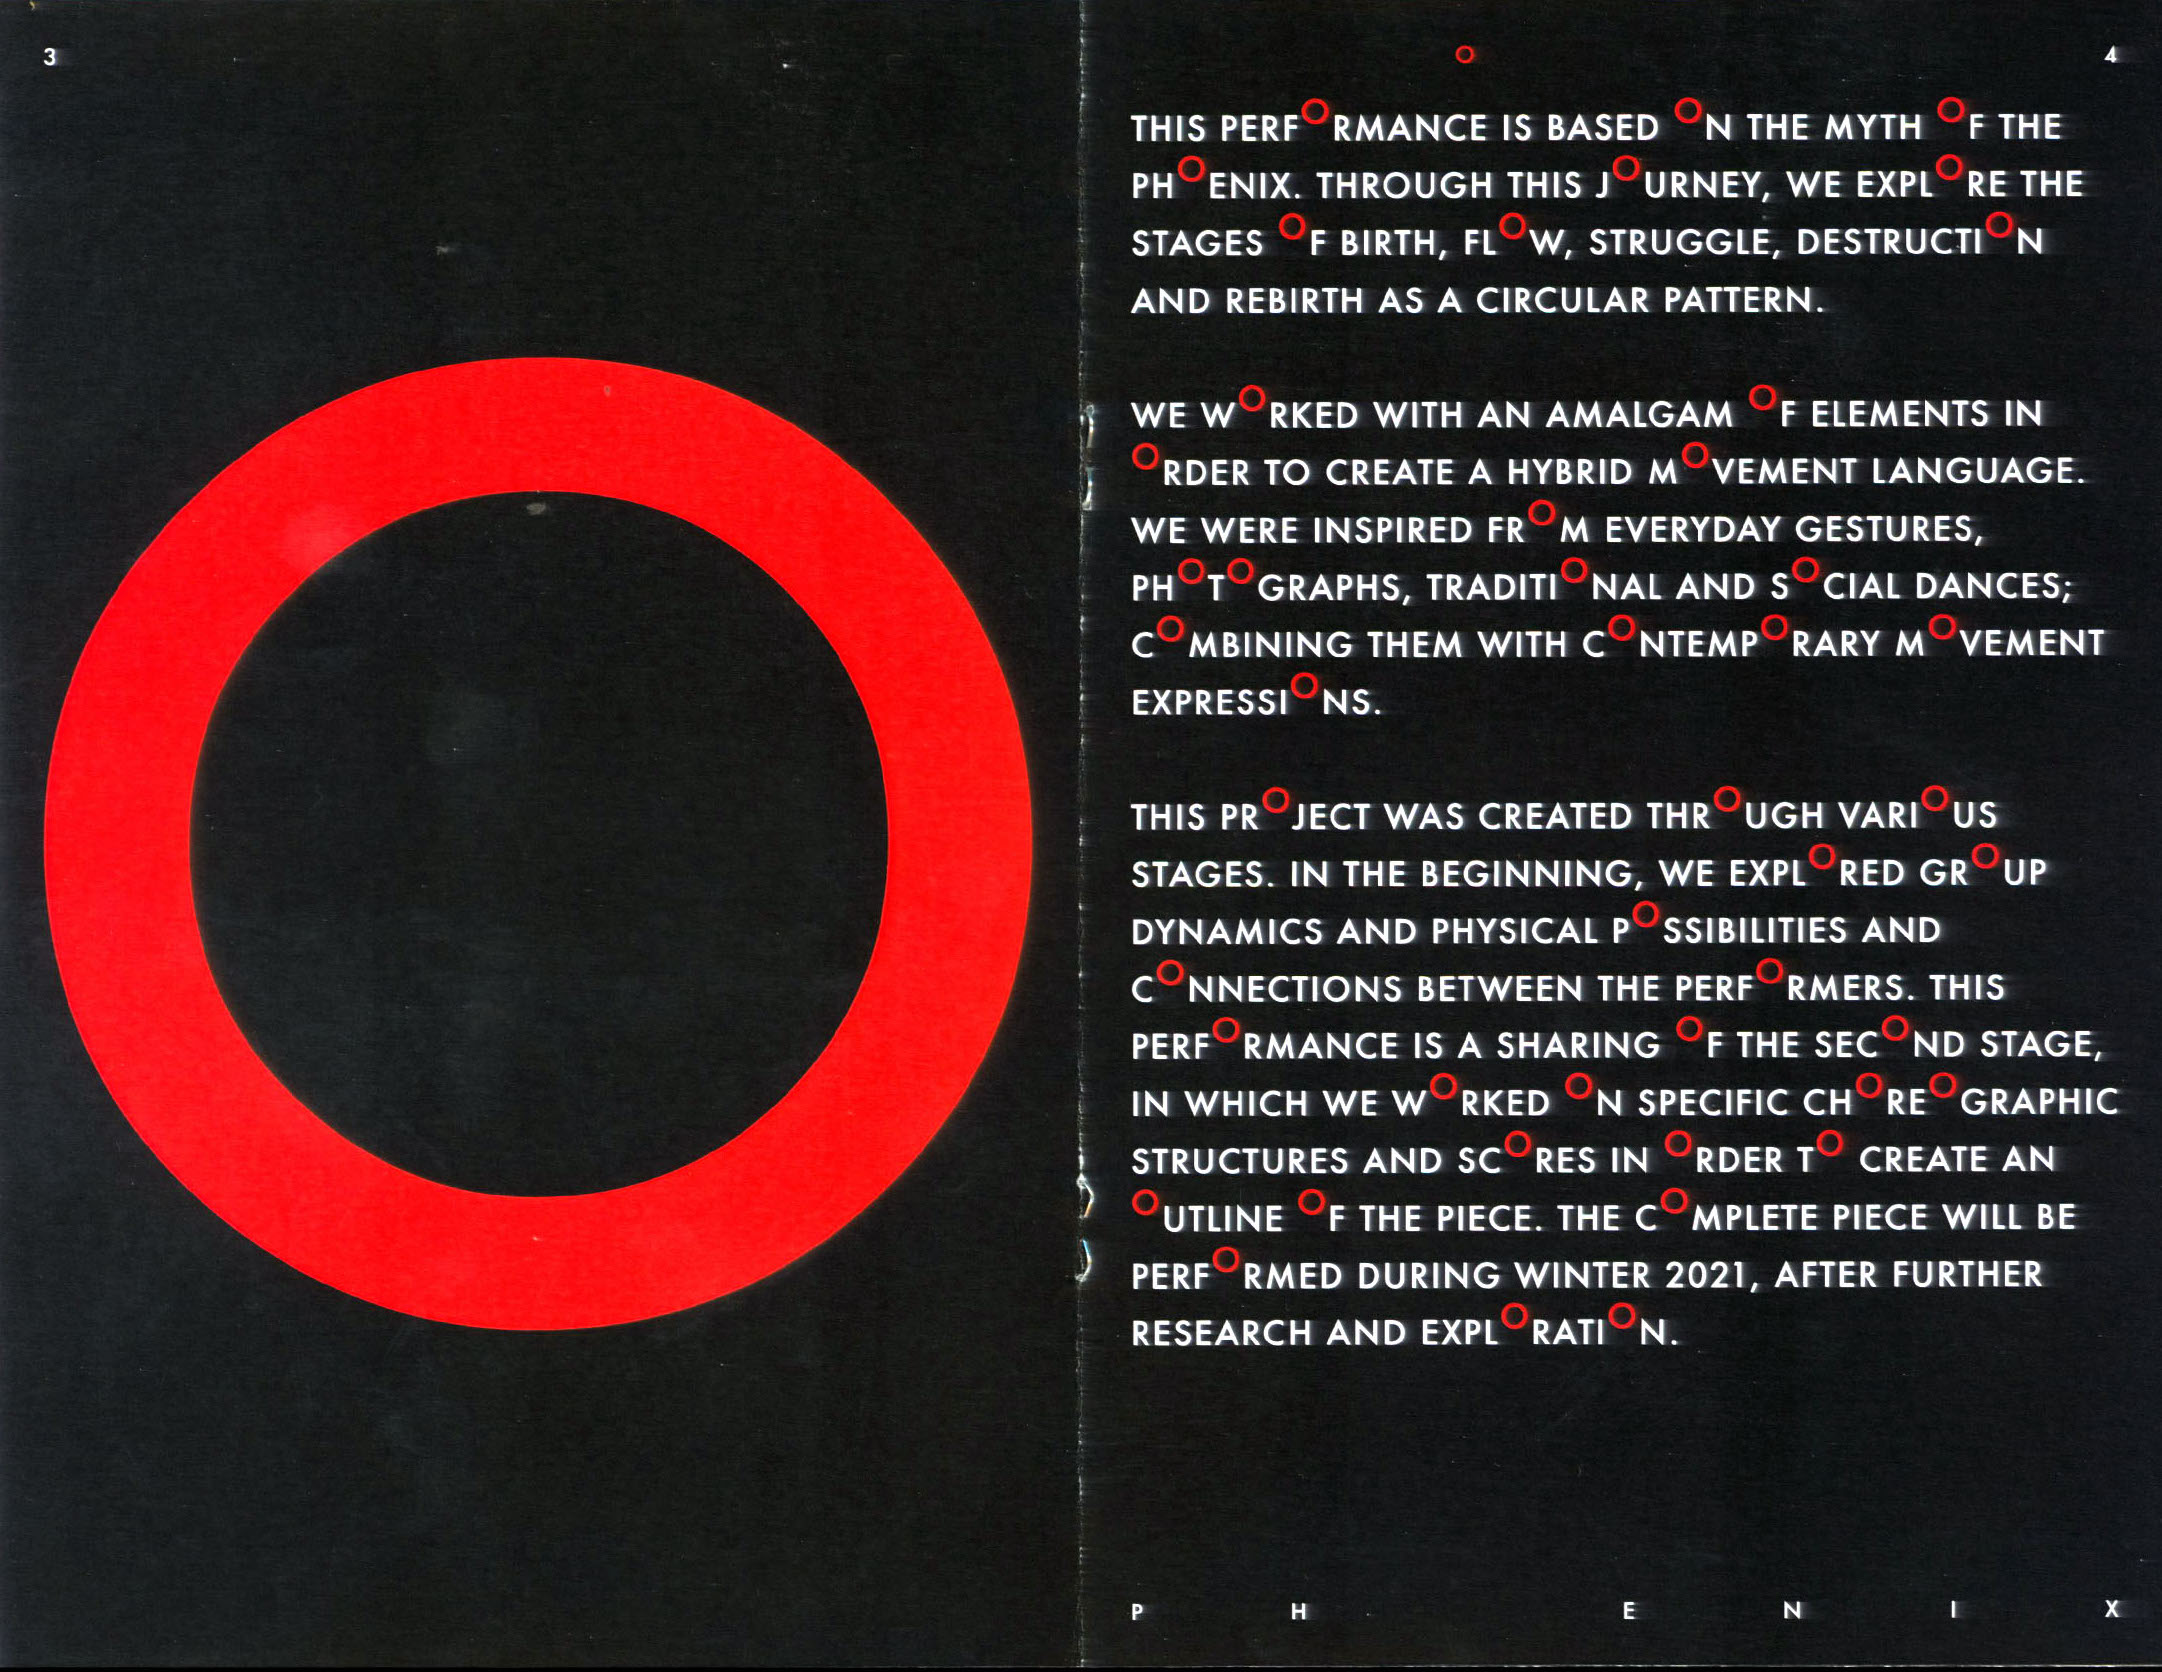 3
O
O
4
THIS PERFORMANCE IS BASED ON THE MYTH OF THE
PHOENIX. THROUGH THIS JOURNEY, WE EXPLORE THE
STAGES OF BIRTH, FLOW, STRUGGLE, DESTRUCTION
AND REBIRTH AS A CIRCULAR PATTERN.
WE WORKED WITH AN AMALGAM OF ELEMENTS IN
ORDER TO CREATE A HYBRID MOVEMENT LANGUAGE.
WE WERE INSPIRED FROM EVERYDAY GESTURES,
PHOTOGRAPHS, TRADITIONAL AND SOCIAL DANCES;
COMBINING THEM WITH CONTEMPORARY MOVEMENT
EXPRESSIONS.
THIS PROJECT WAS CREATED THROUGH VARIOUS
STAGES. IN THE BEGINNING, WE EXPLORED GROUP
DYNAMICS AND PHYSICAL POSSIBILITIES AND
CONNECTIONS BETWEEN THE PERFORMERS. THIS
PERFORMANCE IS A SHARING OF THE SECOND STAGE,
IN WHICH WE WORKED ON SPECIFIC CHOREOGRAPHIC
STRUCTURES AND SCORES IN ORDER TO CREATE AN
OUTLINE OF THE PIECE. THE COMPLETE PIECE WILL BE
PERFORMED DURING WINTER 2021, AFTER FURTHER
RESEARCH AND EXPLORATION.
P H E N I X